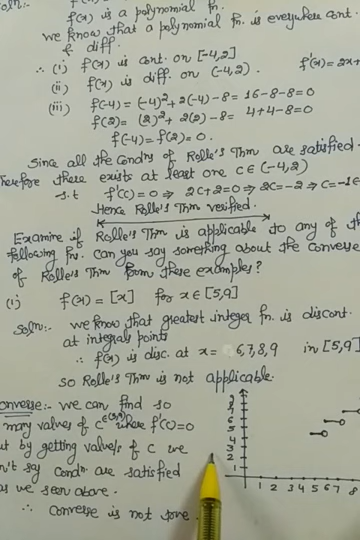 Soln:- f(x) is a polynomial fn.
we know that a polynomial fn. is everywhere cont.
& diff.
∴ (i) f(x) is cont. on [-4,2]
(ii) f(x) is diff. on (-4,2). f'(x) = 2x+
(iii) f(-4) = (-4)²+2(-4)-8 = 16-8-8=0
f(2) = (2)²+2(2)-8 = 4+4-8=0
f(-4) = f(2) = 0.
Since all the Condns of Rolle's Thm are satisfied.
Therefore there exists at least one c∈(-4,2)
s.t f'(c)=0 ⇒ 2c+2=0 ⇒ 2c=-2 ⇒ c=-1∈
Hence Rolle's Thm verified.
Examine if Rolle's Thm is applicable to any of the
following fn. Can you say something about the converse
of Rolle's Thm from these examples?
(i) f(x) = [x] for x∈[5,9]
Soln:- we know that greatest integer fn. is discont.
at integral points
∴ f(x) is disc. at x = 6,7,8,9 in [5,9]
so Rolle's Thm is not applicable.
Converse:- we can find so
many values of c where f'(c)=0
but by getting value/s of c we
can't say Condn are satisfied
as we seen above.
∴ Converse is not true
9
7
6
5
4
3
2
1
1 2 3 4 5 6 7 8